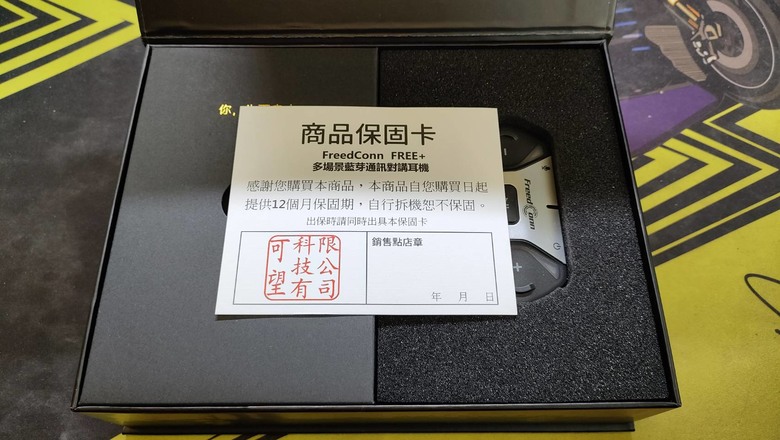 你,
商品保固卡
FreedConn FREE+
多場景藍芽通訊對講耳機
感謝您購買本商品，本商品自您購買日起
提供12個月保固期，自行拆機恕不保固。
出保時請同時出具本保固卡
可望
科技有
限公司
銷售點店章
年 月 日
FreedConn